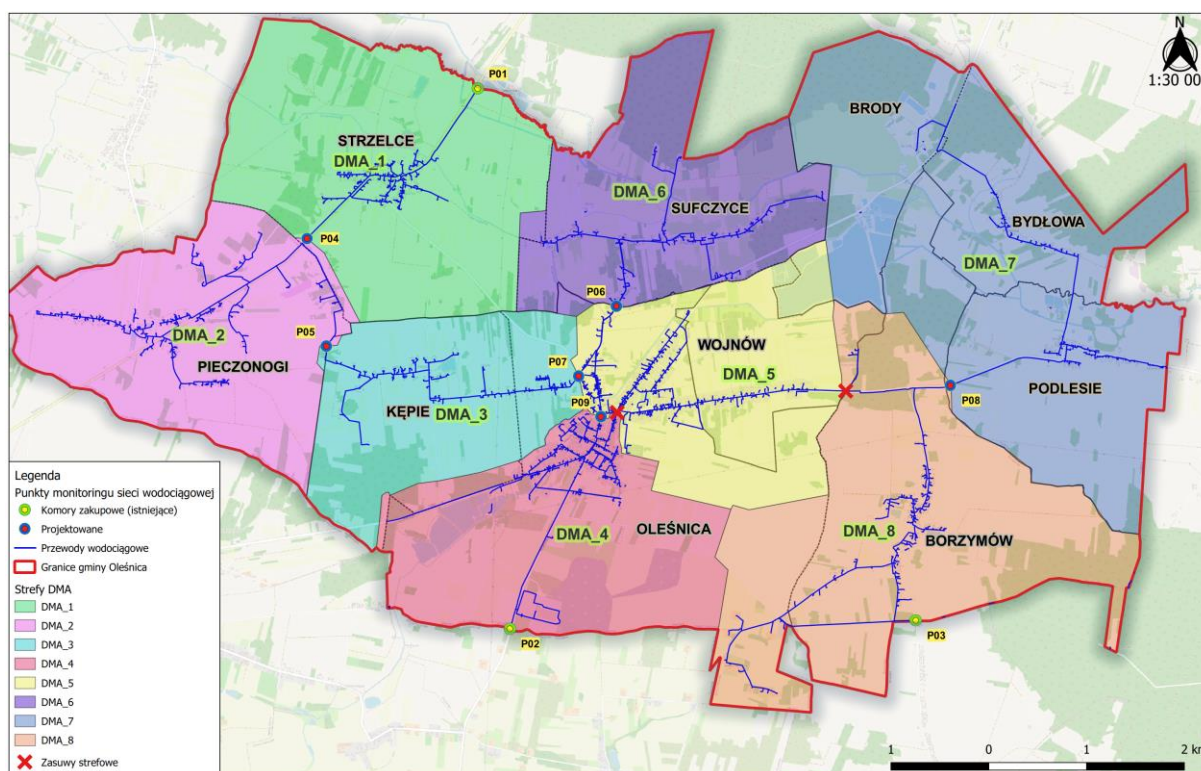 N
1:30 00
P01
BRODY
STRZELCE
DMA_1
DMA_6
SUFCZYCE
BYDŁOWA
P04
DMA_7
P06
P05
DMA_2
PIECZONOGI
P07
WOJNÓW
DMA_5
KĘPIE
DMA_3
P08
PODLESIE
P09
DMA_4
OLEŚNICA
DMA_8
BORZYMÓW
P02
P03
Legenda
Punkty monitoringu sieci wodociągowej
Komory zakupowe (istniejące)
Projektowane
Przewody wodociągowe
Granice gminy Oleśnica
Strefy DMA
DMA_1
DMA_2
DMA_3
DMA_4
DMA_5
DMA_6
DMA_7
DMA_8
Zasuwy strefowe
1 0 1 2 km